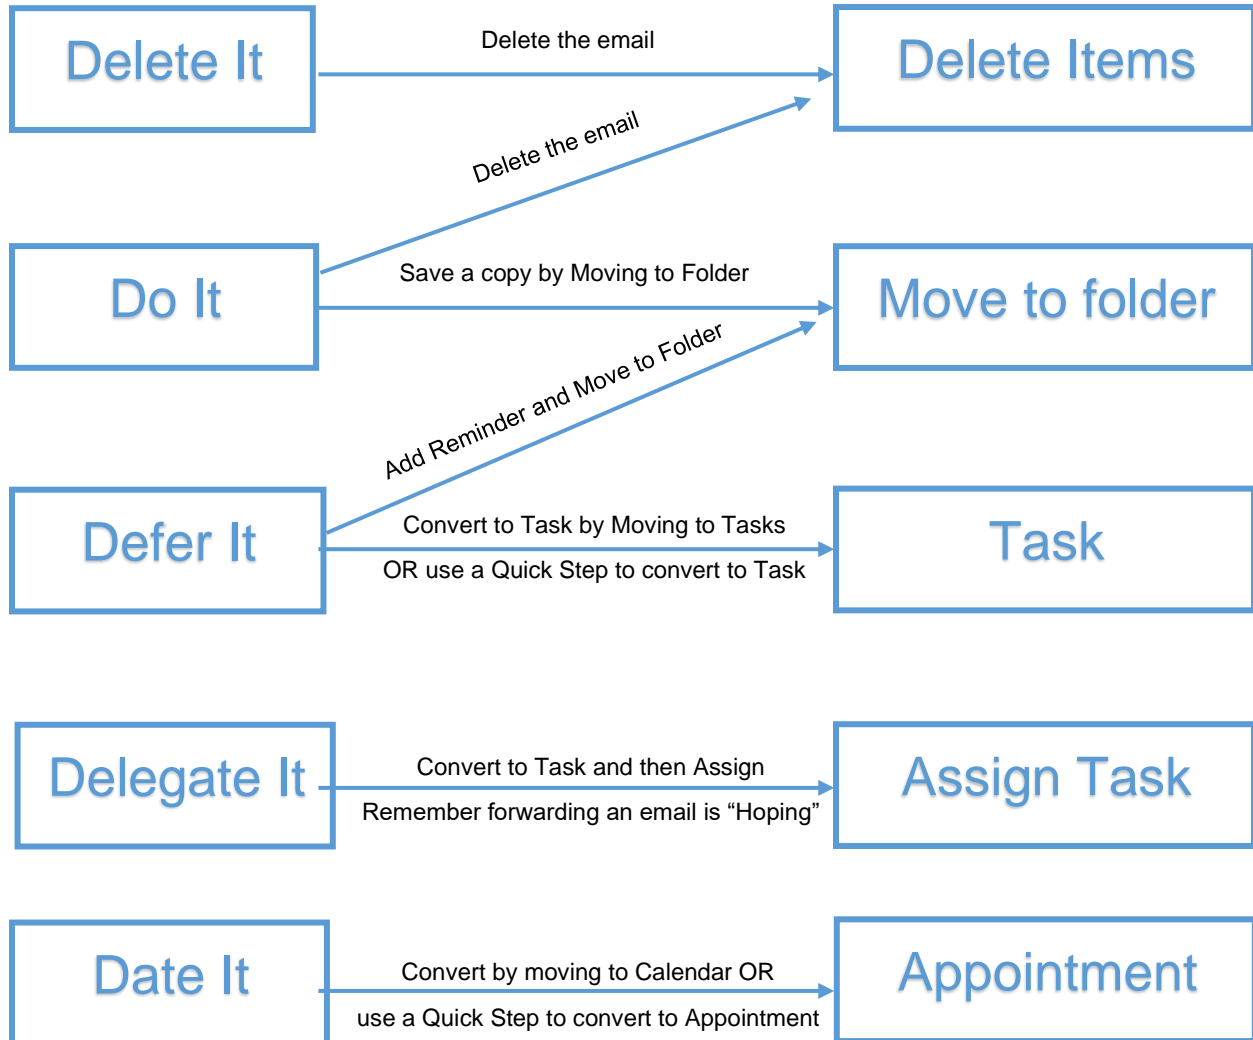 Delete It
Delete the email
Delete Items
Delete the email
Do It
Save a copy by Moving to Folder
Move to folder
Add Reminder and Move to Folder
Defer It
Convert to Task by Moving to Tasks
OR use a Quick Step to convert to Task
Task
Delegate It
Convert to Task and then Assign
Remember forwarding an email is “Hoping”
Assign Task
Date It
Convert by moving to Calendar OR
use a Quick Step to convert to Appointment
Appointment